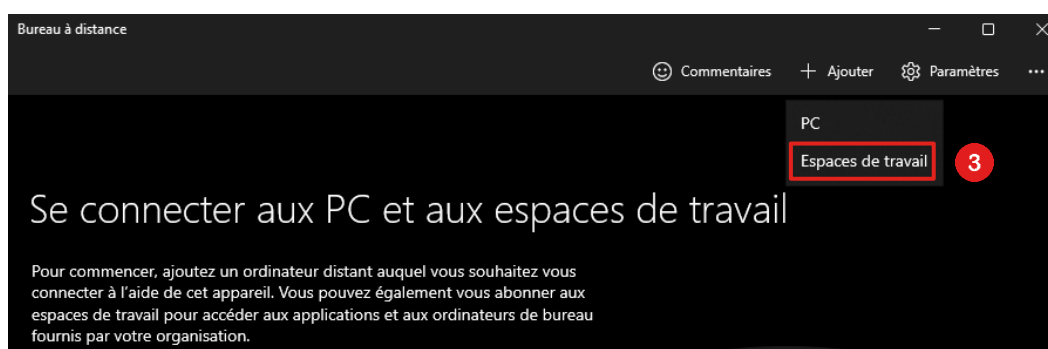 Bureau à distance
Commentaires
Ajouter
Paramètres
PC
Espaces de travail
3
Se connecter aux PC et aux espaces de travail
Pour commencer, ajoutez un ordinateur distant auquel vous souhaitez vous
connecter à l'aide de cet appareil. Vous pouvez également vous abonner aux
espaces de travail pour accéder aux applications et aux ordinateurs de bureau
fournis par votre organisation.